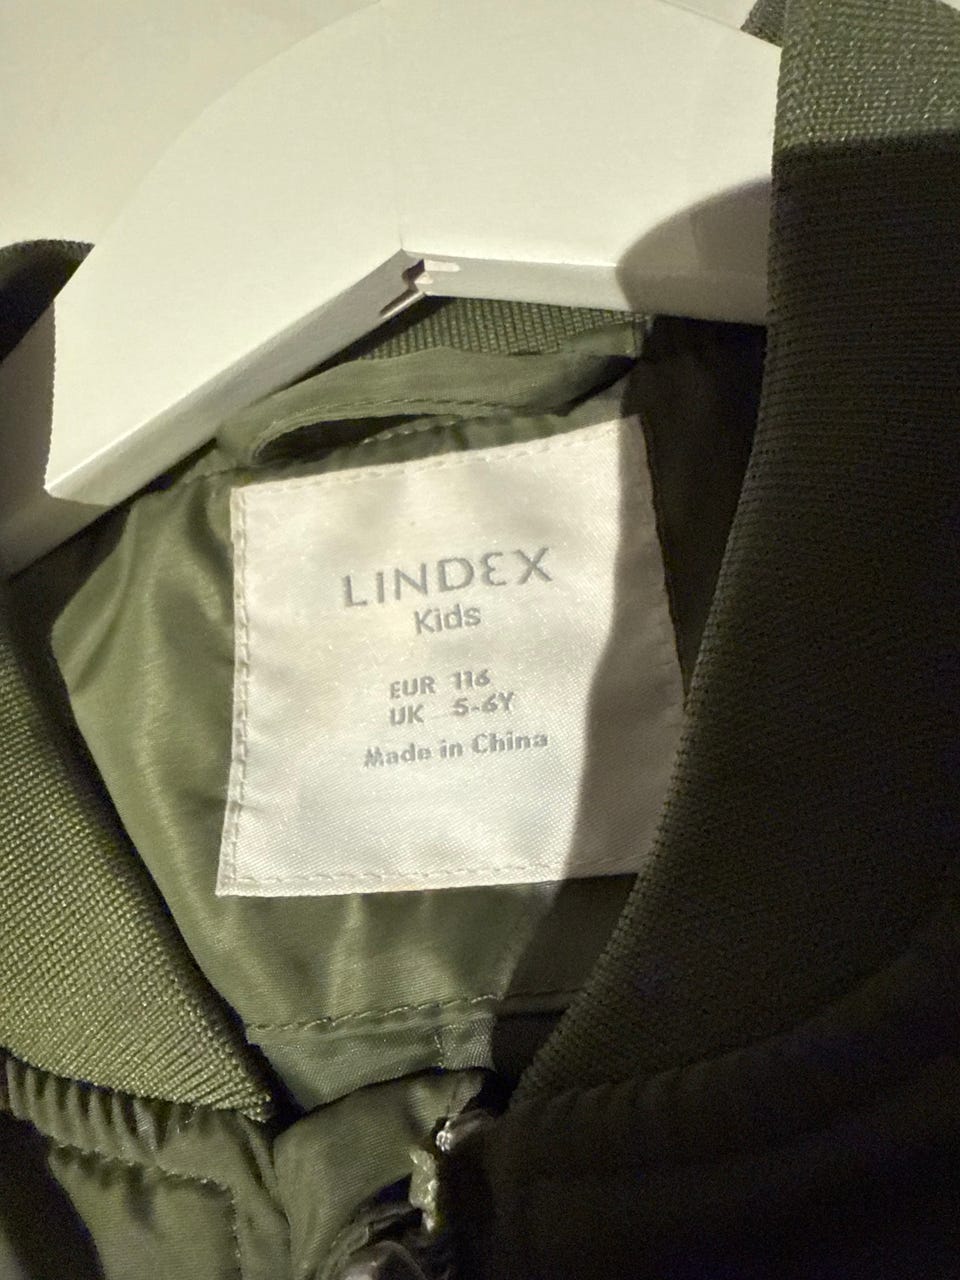 LINDEX
Kids
EUR 116
UK 5-6Y
Made in China